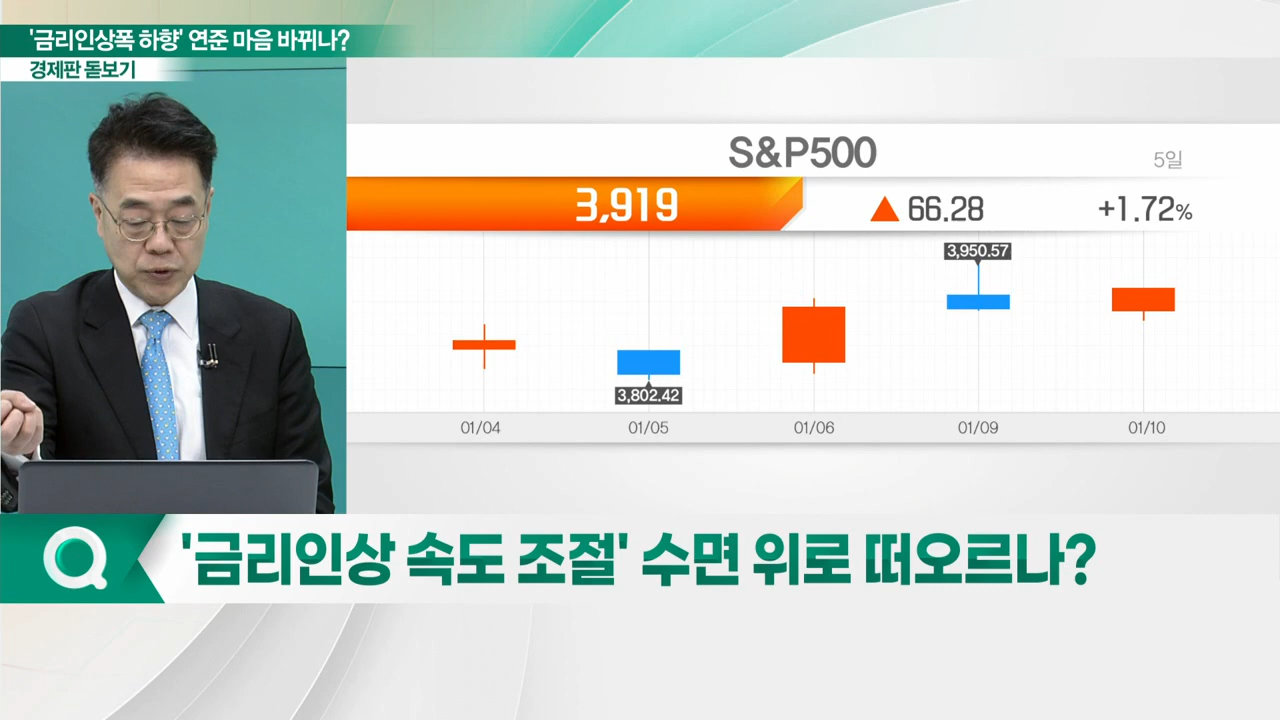 '금리인상폭 하향' 연준 마음 바뀌나?
경제판 돋보기
S&P500
5일
3,919
▲ 66.28
+1.72%
3,950.57
3,802.42
01/04
01/05
01/06
01/09
01/10
'금리인상 속도 조절' 수면 위로 떠오르나?